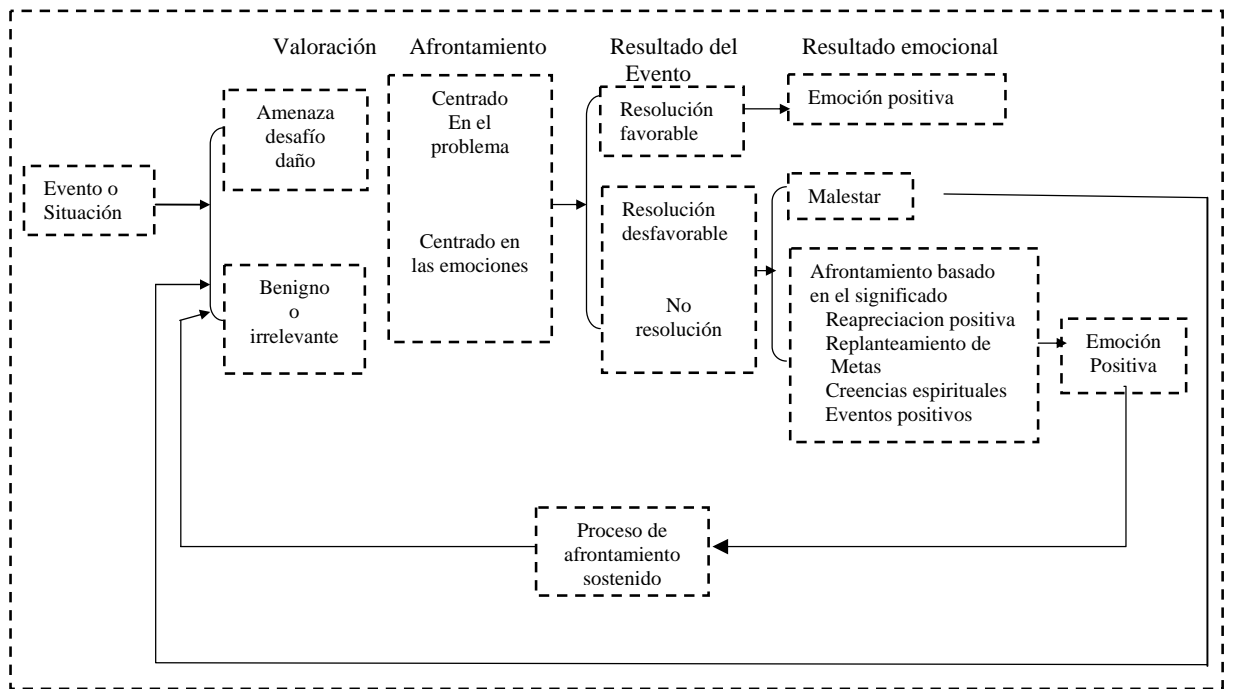 Valoración
Afrontamiento
Resultado del
Evento
Resultado emocional
Evento o
Situación
Amenaza
desafío
daño
Benigno
o
irrelevante
Centrado
En el
problema
Centrado en
las emociones
Resolución
favorable
Resolución
desfavorable
No
resolución
Emoción positiva
Malestar
Afrontamiento basado
en el significado
Reapreciacion positiva
Replanteamiento de
Metas
Creencias espirituales
Eventos positivos
Emoción
Positiva
Proceso de
afrontamiento
sostenido